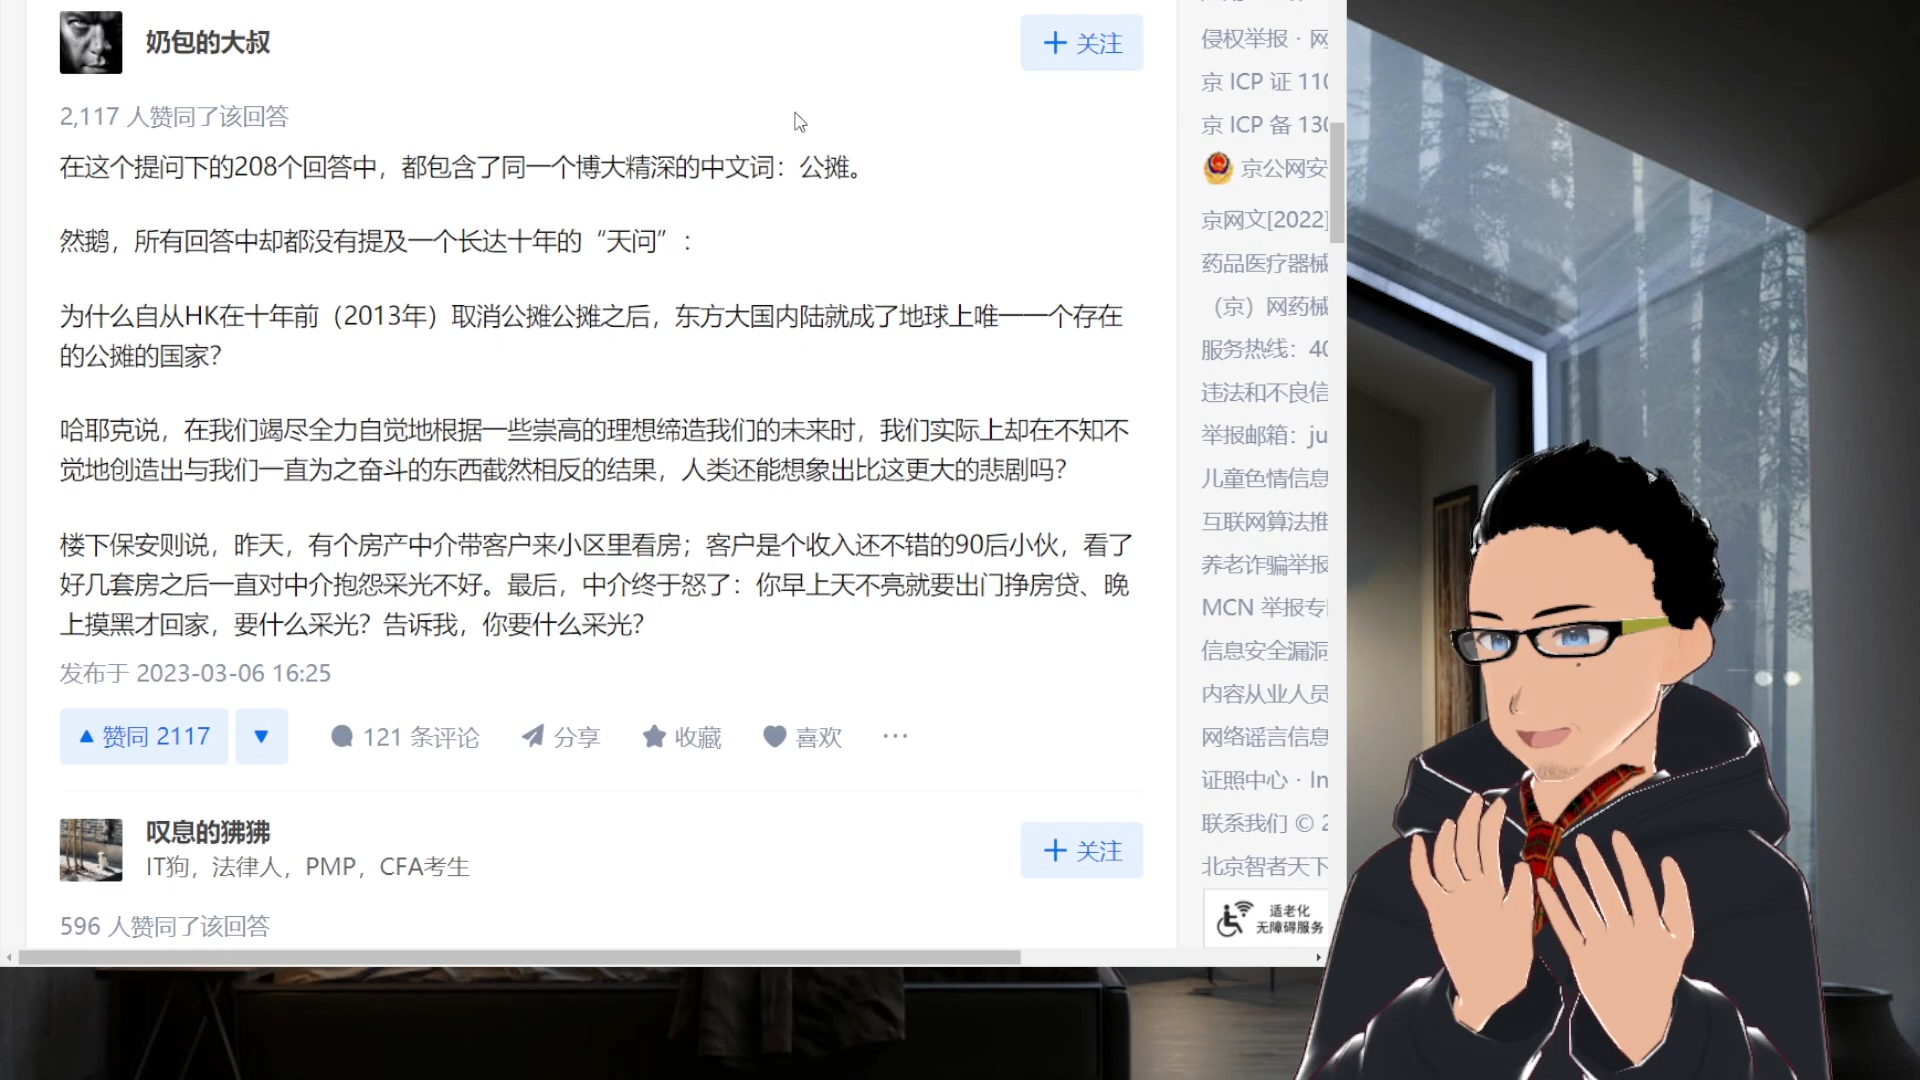 奶包的大叔
关注
2,117 人赞同了该回答
在这个提问下的208个回答中，都包含了同一个博大精深的中文词：公摊。
然鹅，所有回答中却都没有提及一个长达十年的“天问”：
为什么自从HK在十年前（2013年）取消公摊公摊之后，东方大国内陆就成了地球上唯一一个存在
的公摊的国家？
哈耶克说，在我们竭尽全力自觉地根据一些崇高的理想缔造我们的未来时，我们实际上却在不知不
觉地创造出与我们一直为之奋斗的东西截然相反的结果，人类还能想象出比这更大的悲剧吗？
楼下保安则说，昨天，有个房产中介带客户来小区里看房；客户是个收入还不错的90后小伙，看了
好几套房之后一直对中介抱怨采光不好。最后，中介终于怒了：你早上天不亮就要出门挣房贷、晚
上摸黑才回家，要什么采光？告诉我，你要什么采光？
发布于 2023-03-06 16:25
赞同 2117
121 条评论
分享
收藏
喜欢
叹息的狒狒
IT狗，法律人，PMP，CFA考生
关注
596 人赞同了该回答
侵权举报 · 网
京 ICP 证 110
京 ICP 备 130
京公网安
京网文[2022]
药品医疗器械
（京）网药械
服务热线：40
违法和不良信
举报邮箱：ju
儿童色情信息
互联网算法推
养老诈骗举报
MCN 举报专
信息安全漏洞
内容从业人员
网络谣言信息
证照中心 · In
联系我们 © 2
北京智者天下
适老化
无障碍服务